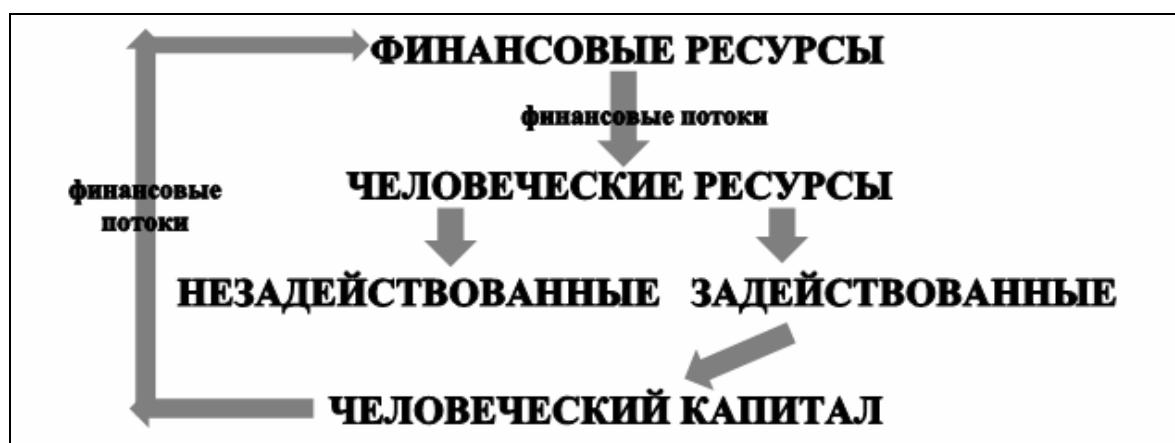 ФИНАНСОВЫЕ РЕСУРСЫ
финансовые потоки
ЧЕЛОВЕЧЕСКИЕ РЕСУРСЫ
финансовые
потоки
НЕЗАДЕЙСТВОВАННЫЕ ЗАДЕЙСТВОВАННЫЕ
ЧЕЛОВЕЧЕСКИЙ КАПИТАЛ